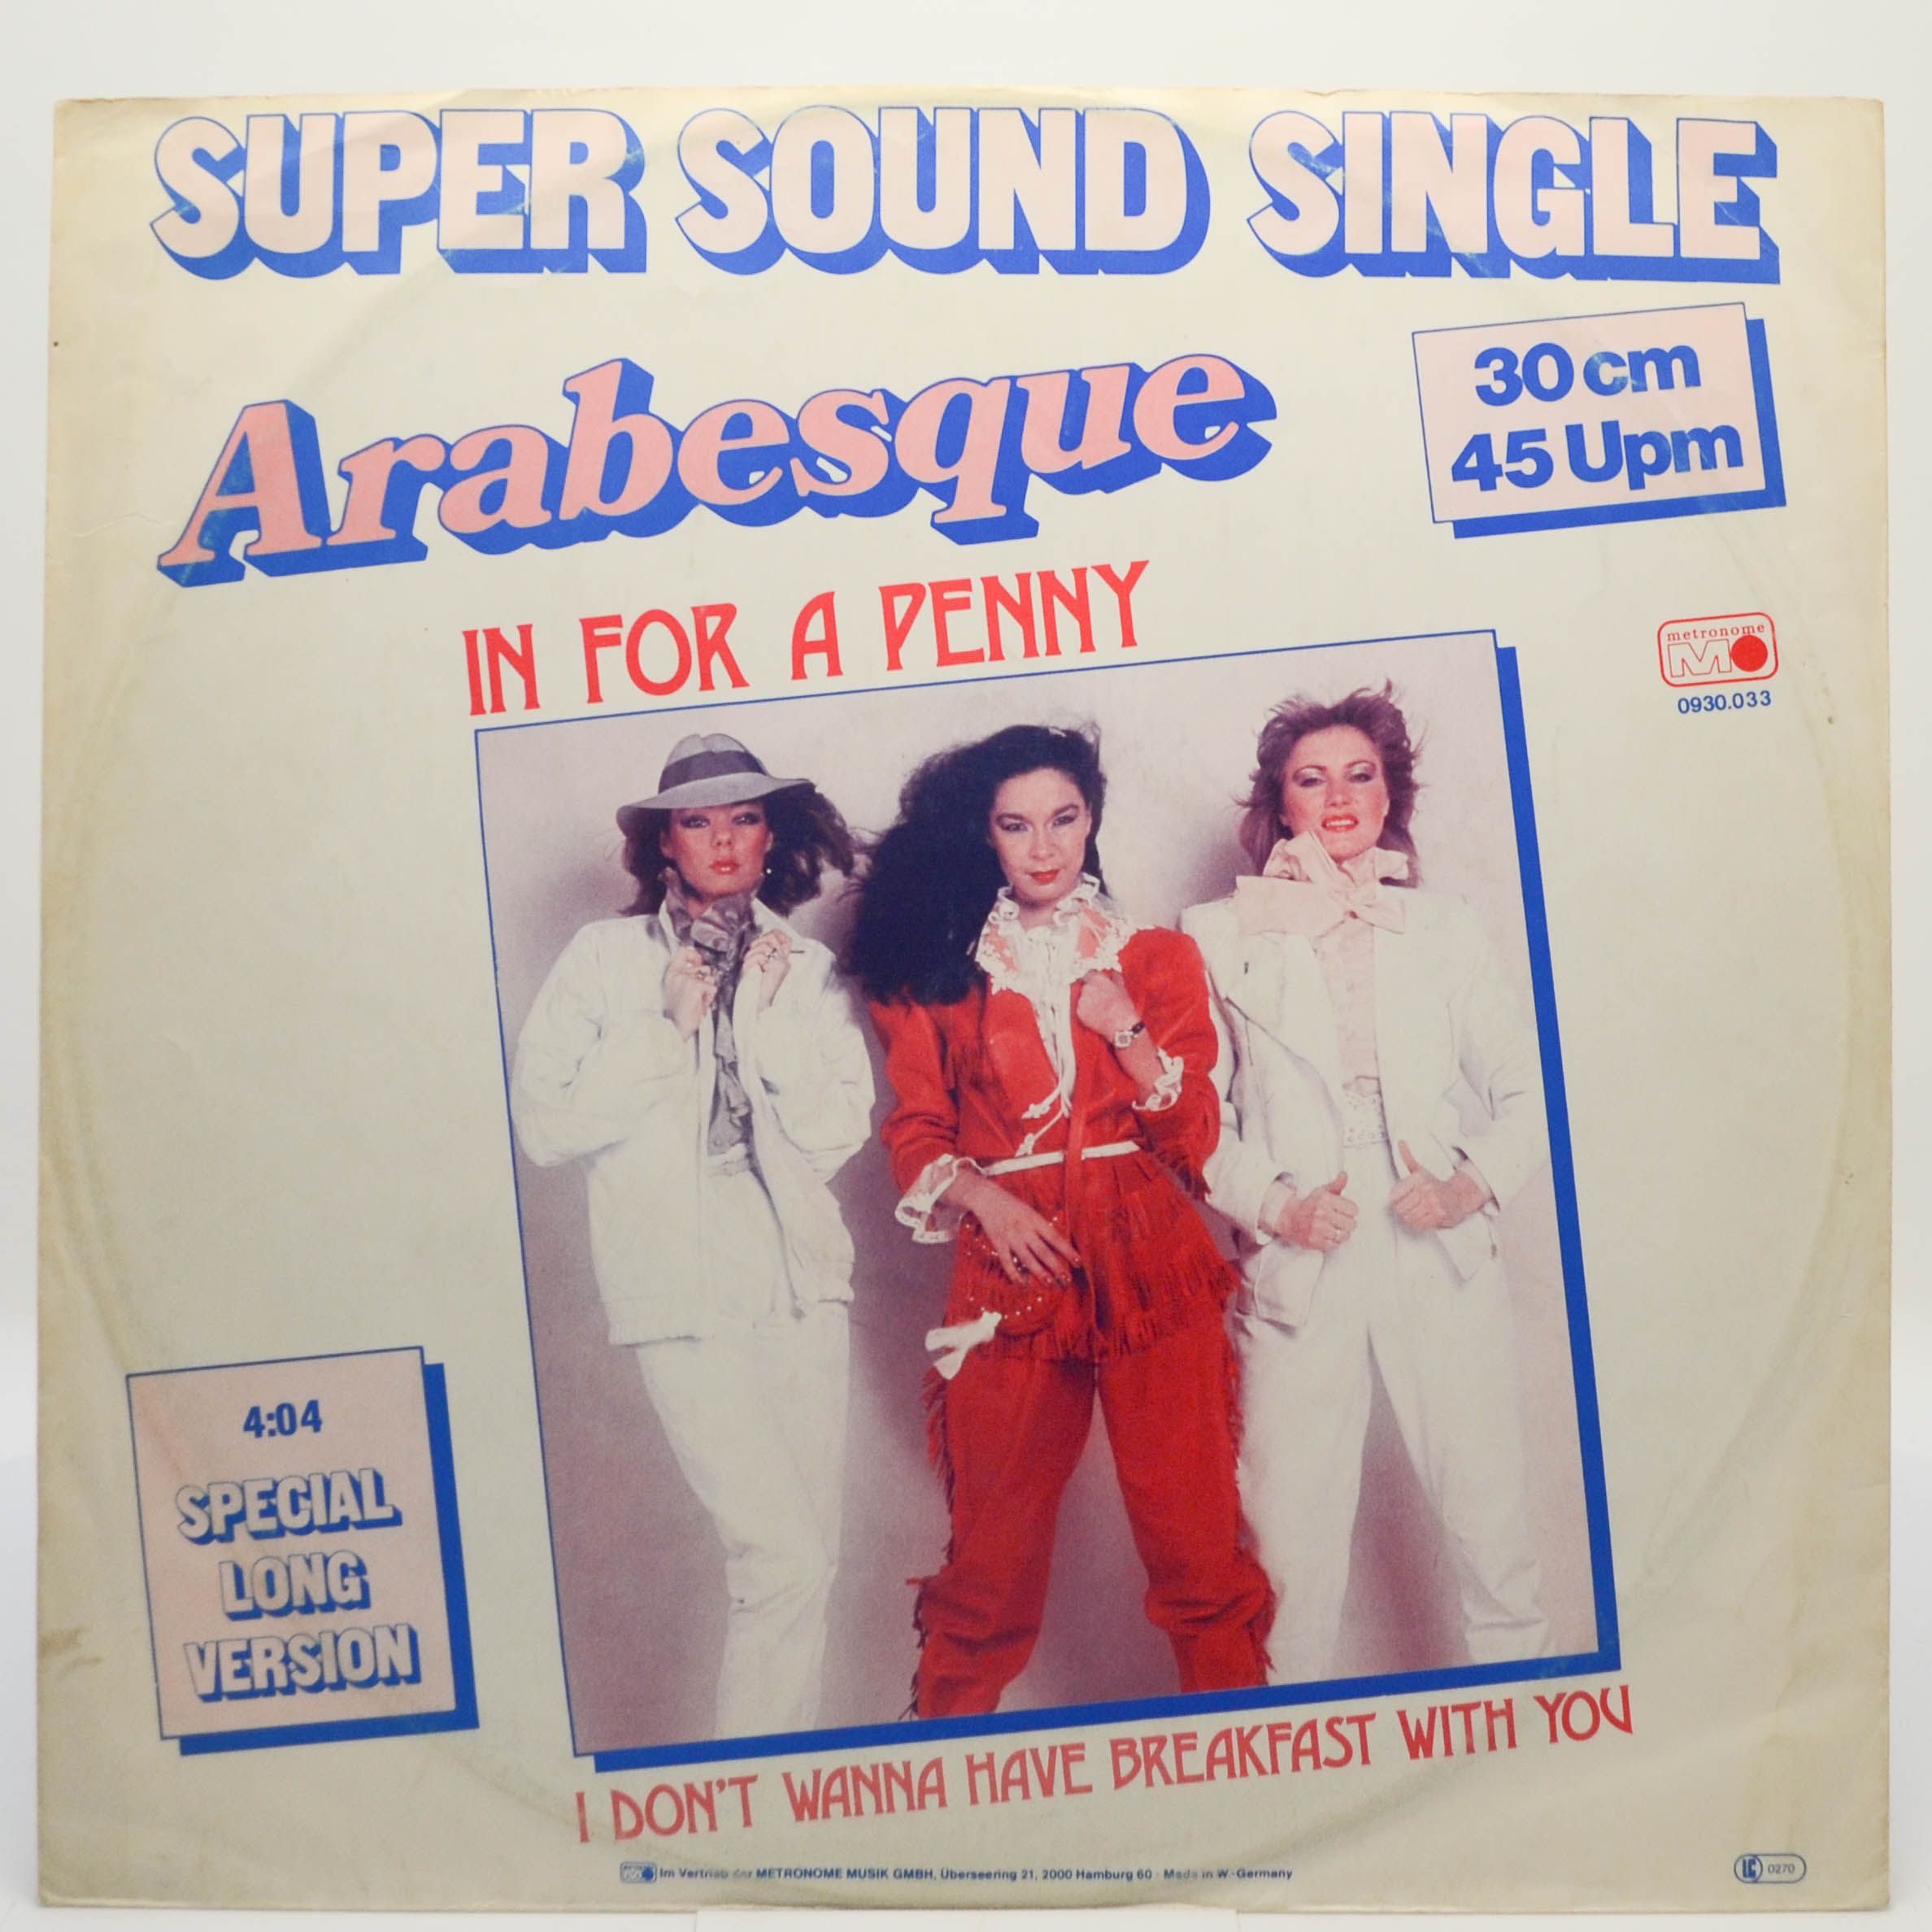 SUPER SOUND SINGLE
Arabesque
30 cm
45 Upm
IN FOR A PENNY
metronome
0930.033
4:04
SPECIAL
LONG
VERSION
I DON'T WANNA HAVE BREAKFAST WITH YOU
Im Vertrieb der METRONOME MUSIK GMBH, Überseering 21, 2000 Hamburg 60 · Made in W.-Germany
LC 0270